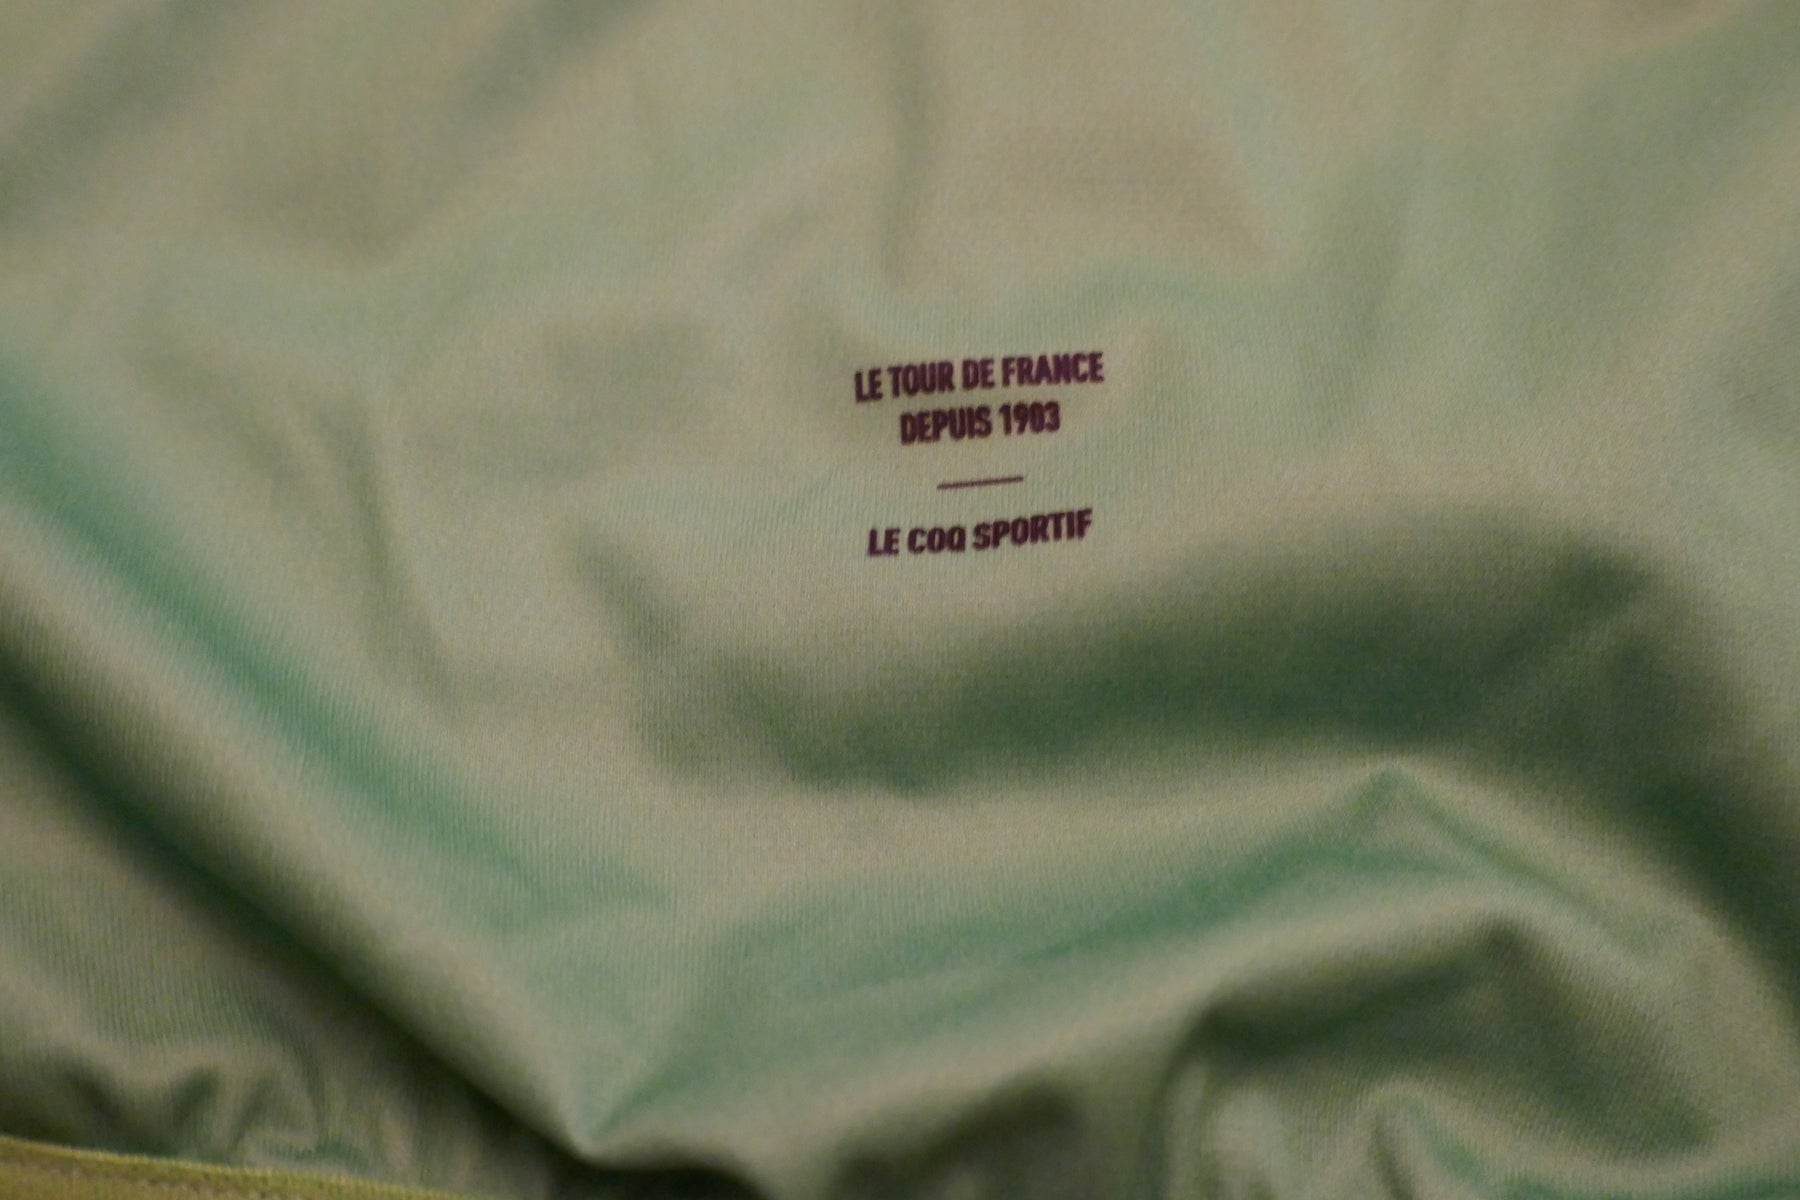 LE TOUR DE FRANCE
DEPUIS 1903
LE COQ SPORTIF